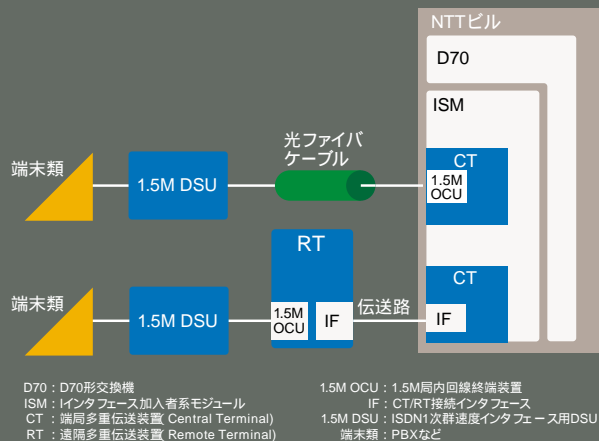 NTTビル
D70
ISM
光ファイバ
ケーブル
端末類
1.5M DSU
CT
1.5M
OCU
RT
CT
端末類
1.5M DSU
1.5M
OCU
IF
伝送路
IF
D70：D70形交換機
ISM：Iインタフェース加入者系モジュール
CT：端局多重伝送装置(Central Terminal)
RT：遠隔多重伝送装置(Remote Terminal)
1.5M OCU：1.5M局内回線終端装置
IF：CT/RT接続インタフェース
1.5M DSU：ISDN1次群速度インタフェース用DSU
端末類：PBXなど